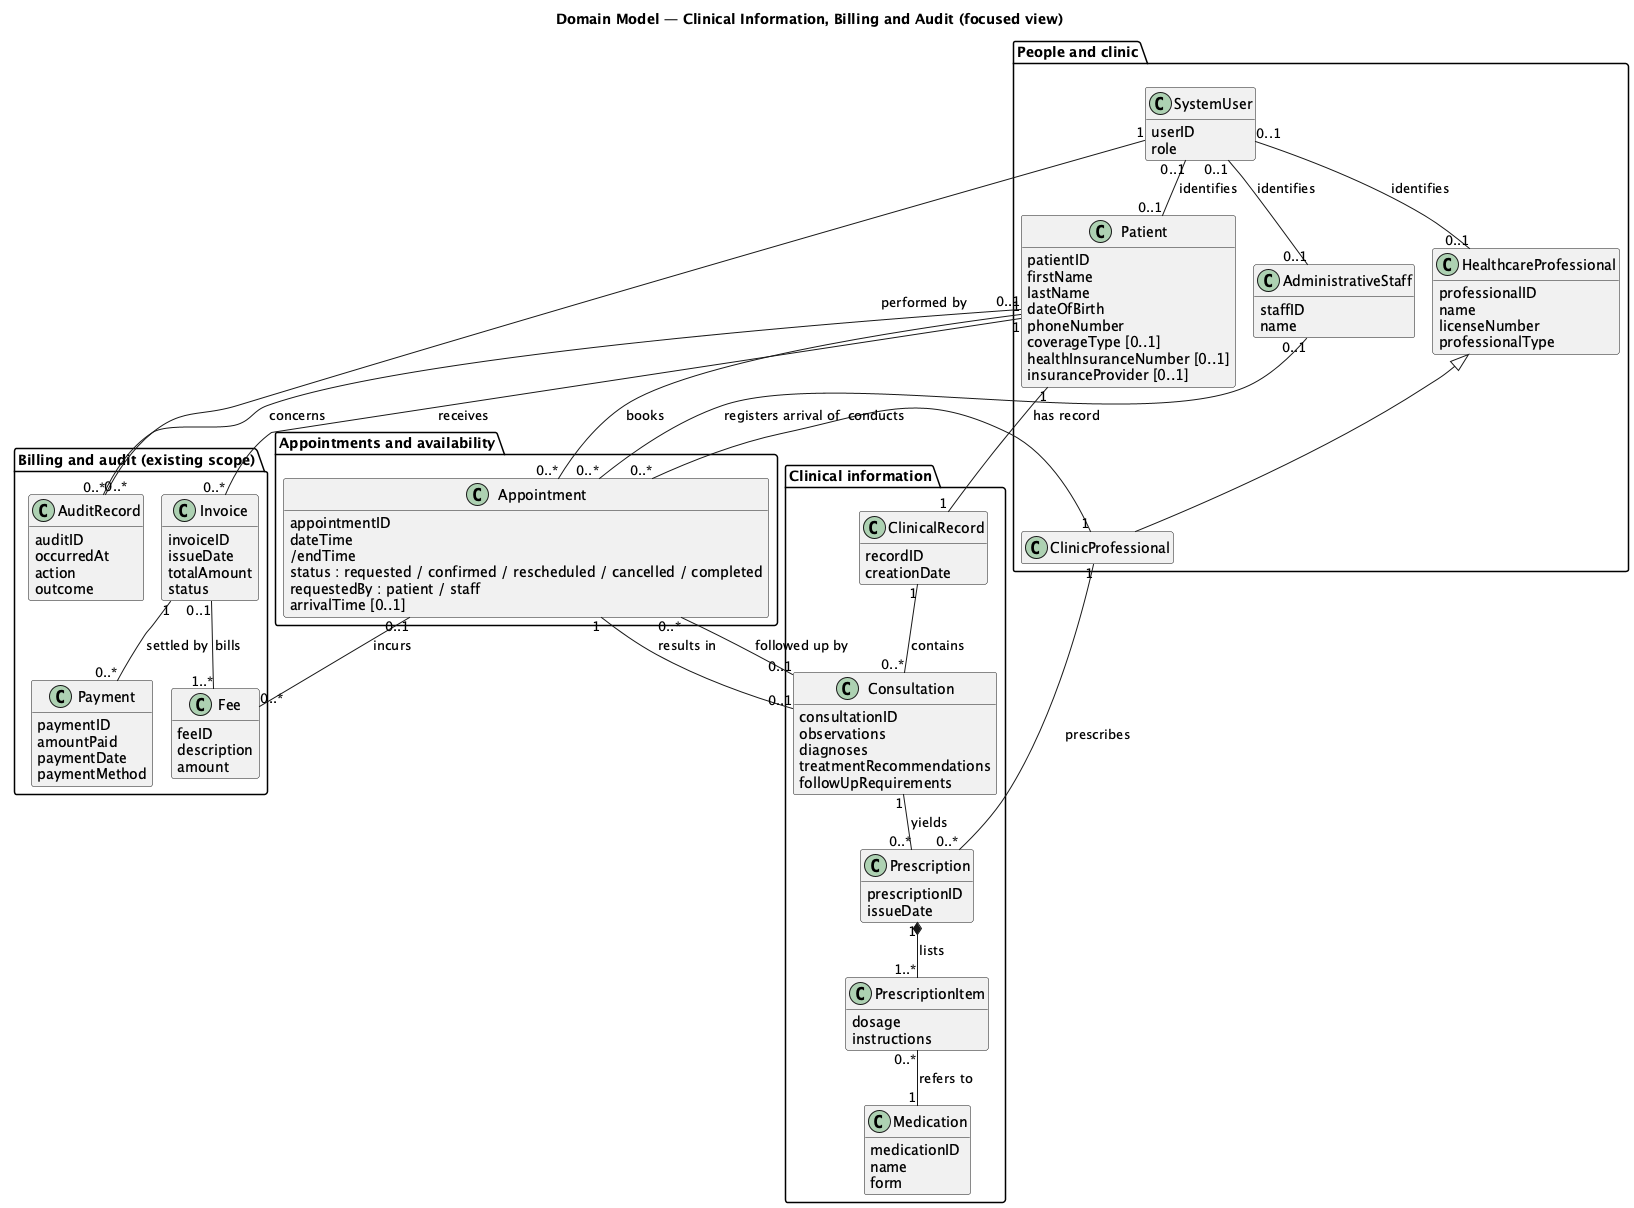 Domain Model — Clinical Information, Billing and Audit (focused view)
People and clinic
C SystemUser
userID
role
1
0..1
0..1
0..1
identifies
identifies
identifies
0..1
0..1
0..1
C Patient
patientID
firstName
lastName
dateOfBirth
phoneNumber
coverageType [0..1]
healthInsuranceNumber [0..1]
insuranceProvider [0..1]
C AdministrativeStaff
staffID
name
C HealthcareProfessional
professionalID
name
licenseNumber
professionalType
performed by
0..1
1
1
0..1
1
concerns
receives
books
registers arrival of
conducts
has record
Billing and audit (existing scope)
Appointments and availability
Clinical information
0..*
0..*
0..*
0..*
0..*
0..*
1
1
C AuditRecord
auditID
occurredAt
action
outcome
C Invoice
invoiceID
issueDate
totalAmount
status
C Appointment
appointmentID
dateTime
/endTime
status : requested / confirmed / rescheduled / cancelled / completed
requestedBy : patient / staff
arrivalTime [0..1]
C ClinicalRecord
recordID
creationDate
C ClinicProfessional
1
1
0..1
0..1
1
0..*
1
settled by
bills
incurs
results in
followed up by
contains
0..*
1..*
0..*
0..1
0..1
0..*
C Payment
paymentID
amountPaid
paymentDate
paymentMethod
C Fee
feeID
description
amount
C Consultation
consultationID
observations
diagnoses
treatmentRecommendations
followUpRequirements
prescribes
1
yields
0..*
0..*
C Prescription
prescriptionID
issueDate
1
lists
1..*
C PrescriptionItem
dosage
instructions
0..*
refers to
1
C Medication
medicationID
name
form